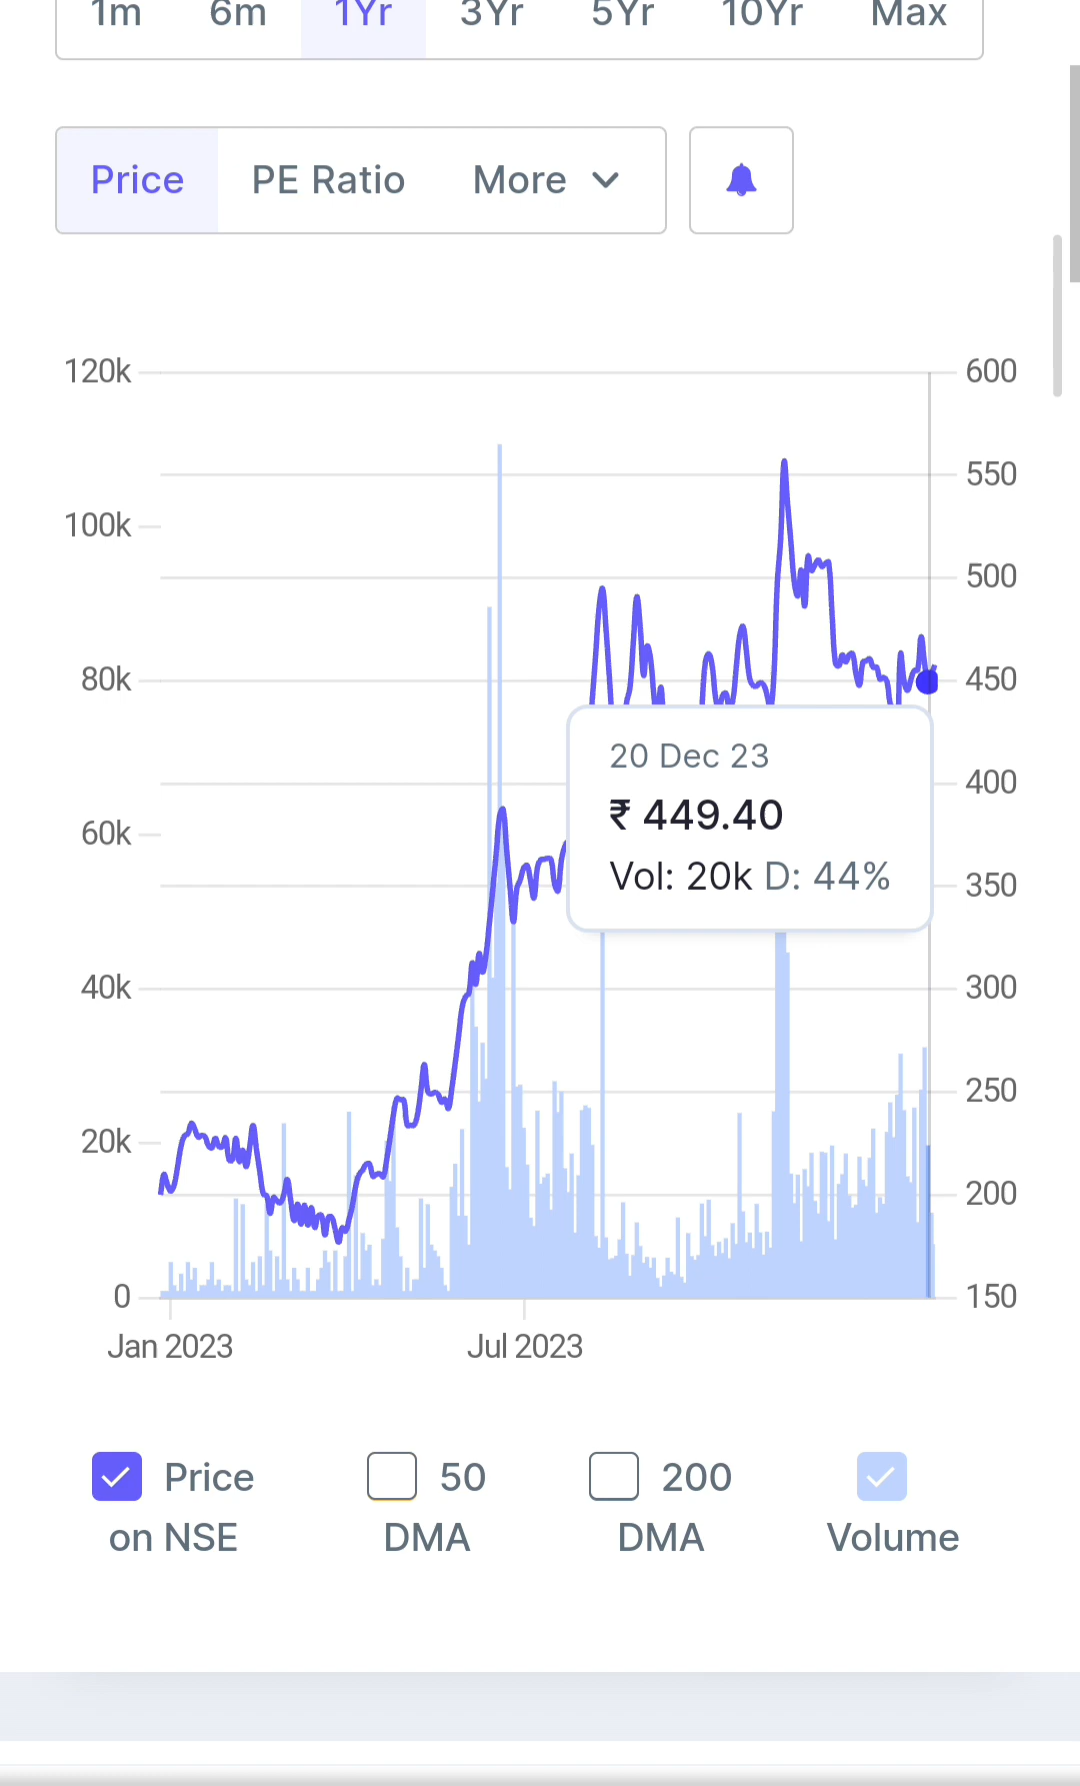 1m 6m 1Yr 3Yr 5Yr 10Yr Max
Price PE Ratio More
120k 600
550
100k
500
80k 450
20 Dec 23
₹ 449.40
Vol: 20k D: 44%
400
60k
350
40k 300
250
20k
200
0 150
Jan 2023 Jul 2023
Price on NSE
50 DMA
200 DMA
Volume